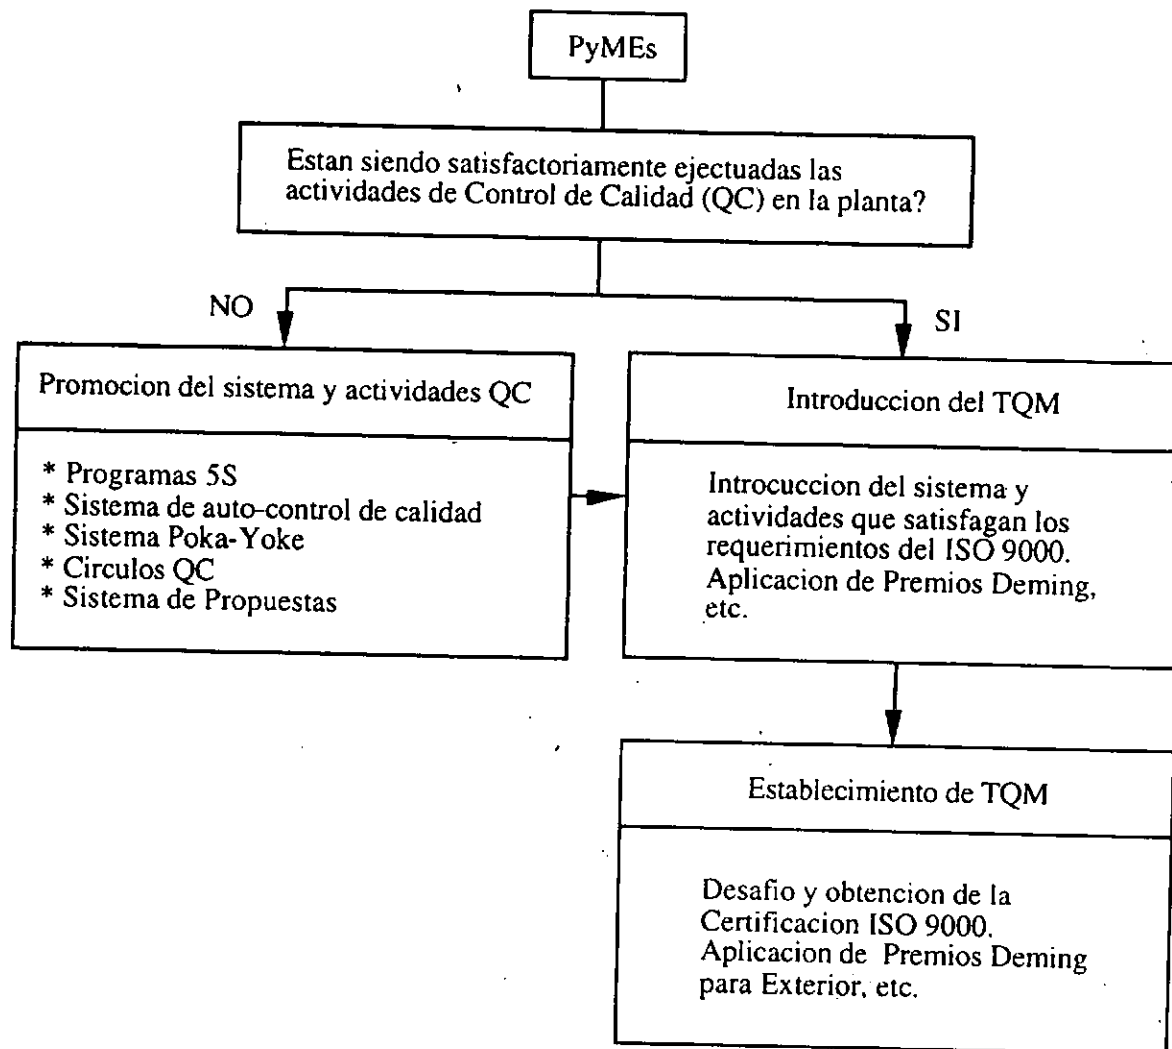 PyMEs
Estan siendo satisfactoriamente ejectuadas las
actividades de Control de Calidad (QC) en la planta?
NO
SI
Promocion del sistema y actividades QC
* Programas 5S
* Sistema de auto-control de calidad
* Sistema Poka-Yoke
* Circulos QC
* Sistema de Propuestas
Introduccion del TQM
Introcuccion del sistema y
actividades que satisfagan los
requerimientos del ISO 9000.
Aplicacion de Premios Deming,
etc.
Establecimiento de TQM
Desafio y obtencion de la
Certificacion ISO 9000.
Aplicacion de Premios Deming
para Exterior, etc.